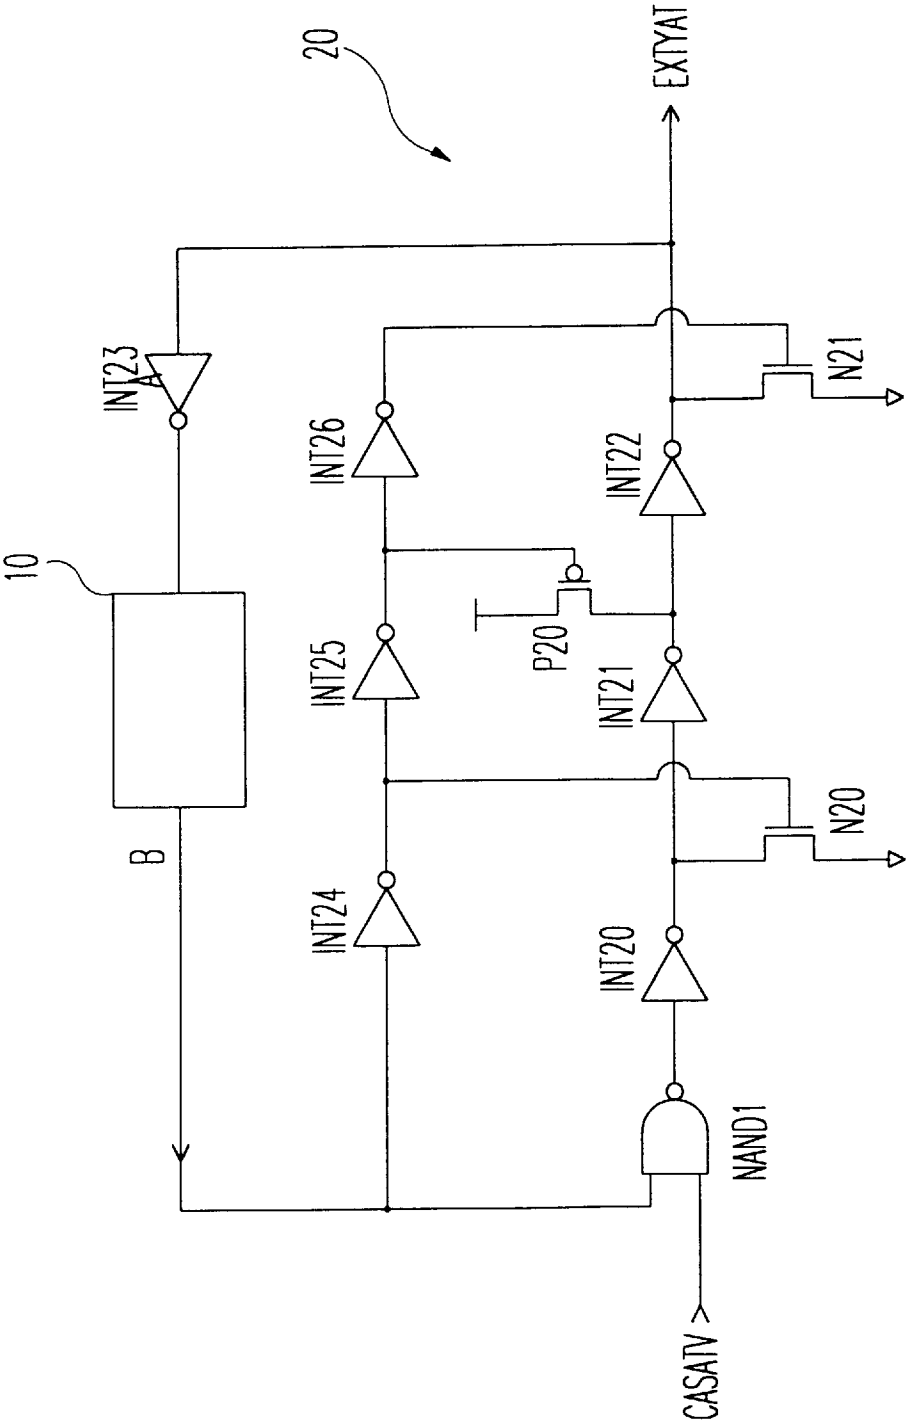 20
EXTYAT
INT23
A
10
B
INT26
INT25
INT24
P20
INT22
INT21
INT20
N21
N20
NAND1
CASATV